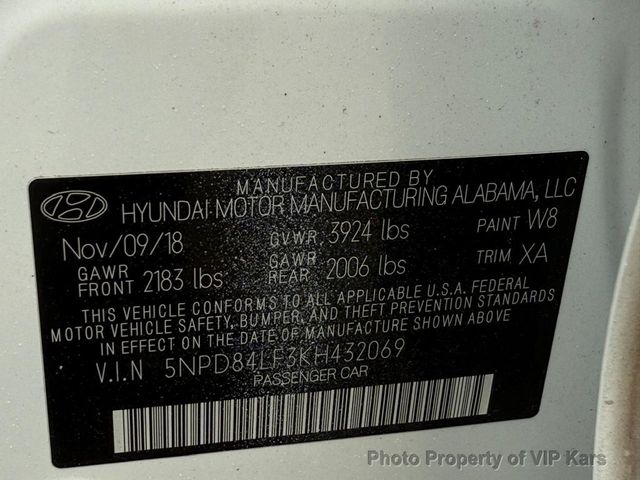 MANUFACTURED BY
HYUNDAI MOTOR MANUFACTURING ALABAMA, LLC
Nov/09/18 GVWR 3924 lbs PAINT W8
GAWR FRONT 2183 lbs GAWR REAR 2006 lbs TRIM XA
THIS VEHICLE CONFORMS TO ALL APPLICABLE U.S.A. FEDERAL
MOTOR VEHICLE SAFETY, BUMPER, AND THEFT PREVENTION STANDARDS
IN EFFECT ON THE DATE OF MANUFACTURE SHOWN ABOVE
V.I.N 5NPD84LF3KH432069
PASSENGER CAR
Photo Property of VIP Kars